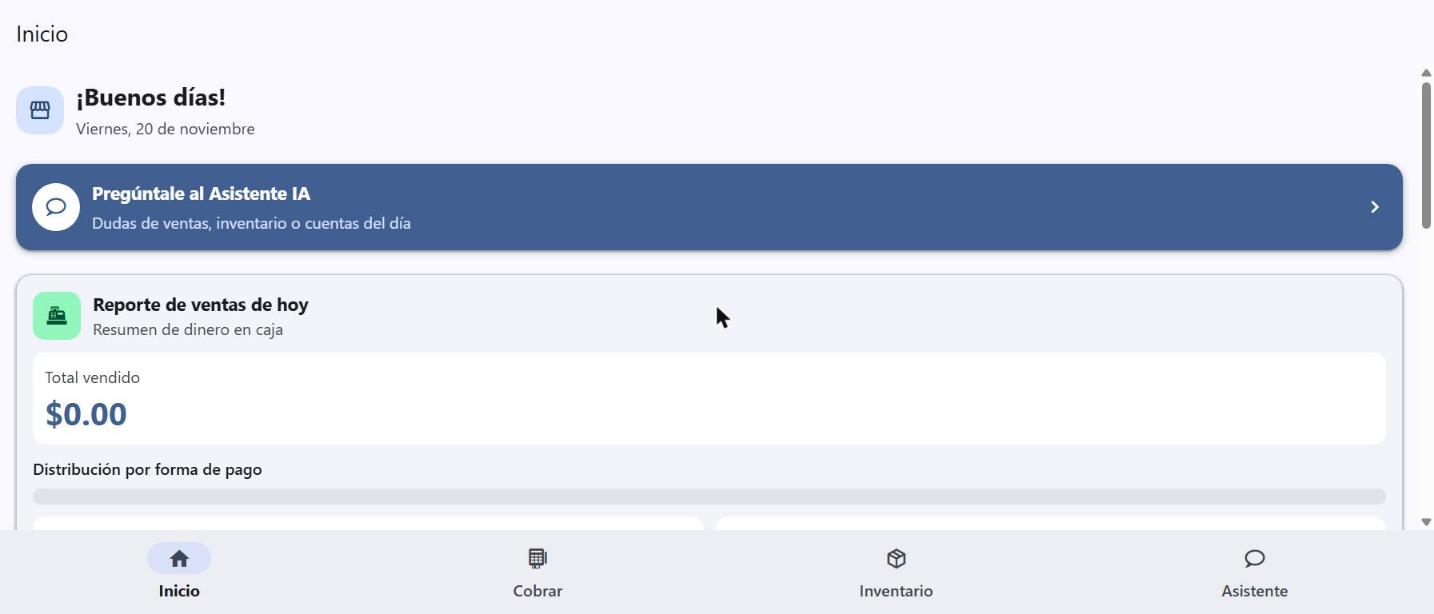 Inicio
¡Buenos días!
Viernes, 20 de noviembre
Pregúntale al Asistente IA
Dudas de ventas, inventario o cuentas del día
Reporte de ventas de hoy
Resumen de dinero en caja
Total vendido
$0.00
Distribución por forma de pago
Inicio
Cobrar
Inventario
Asistente